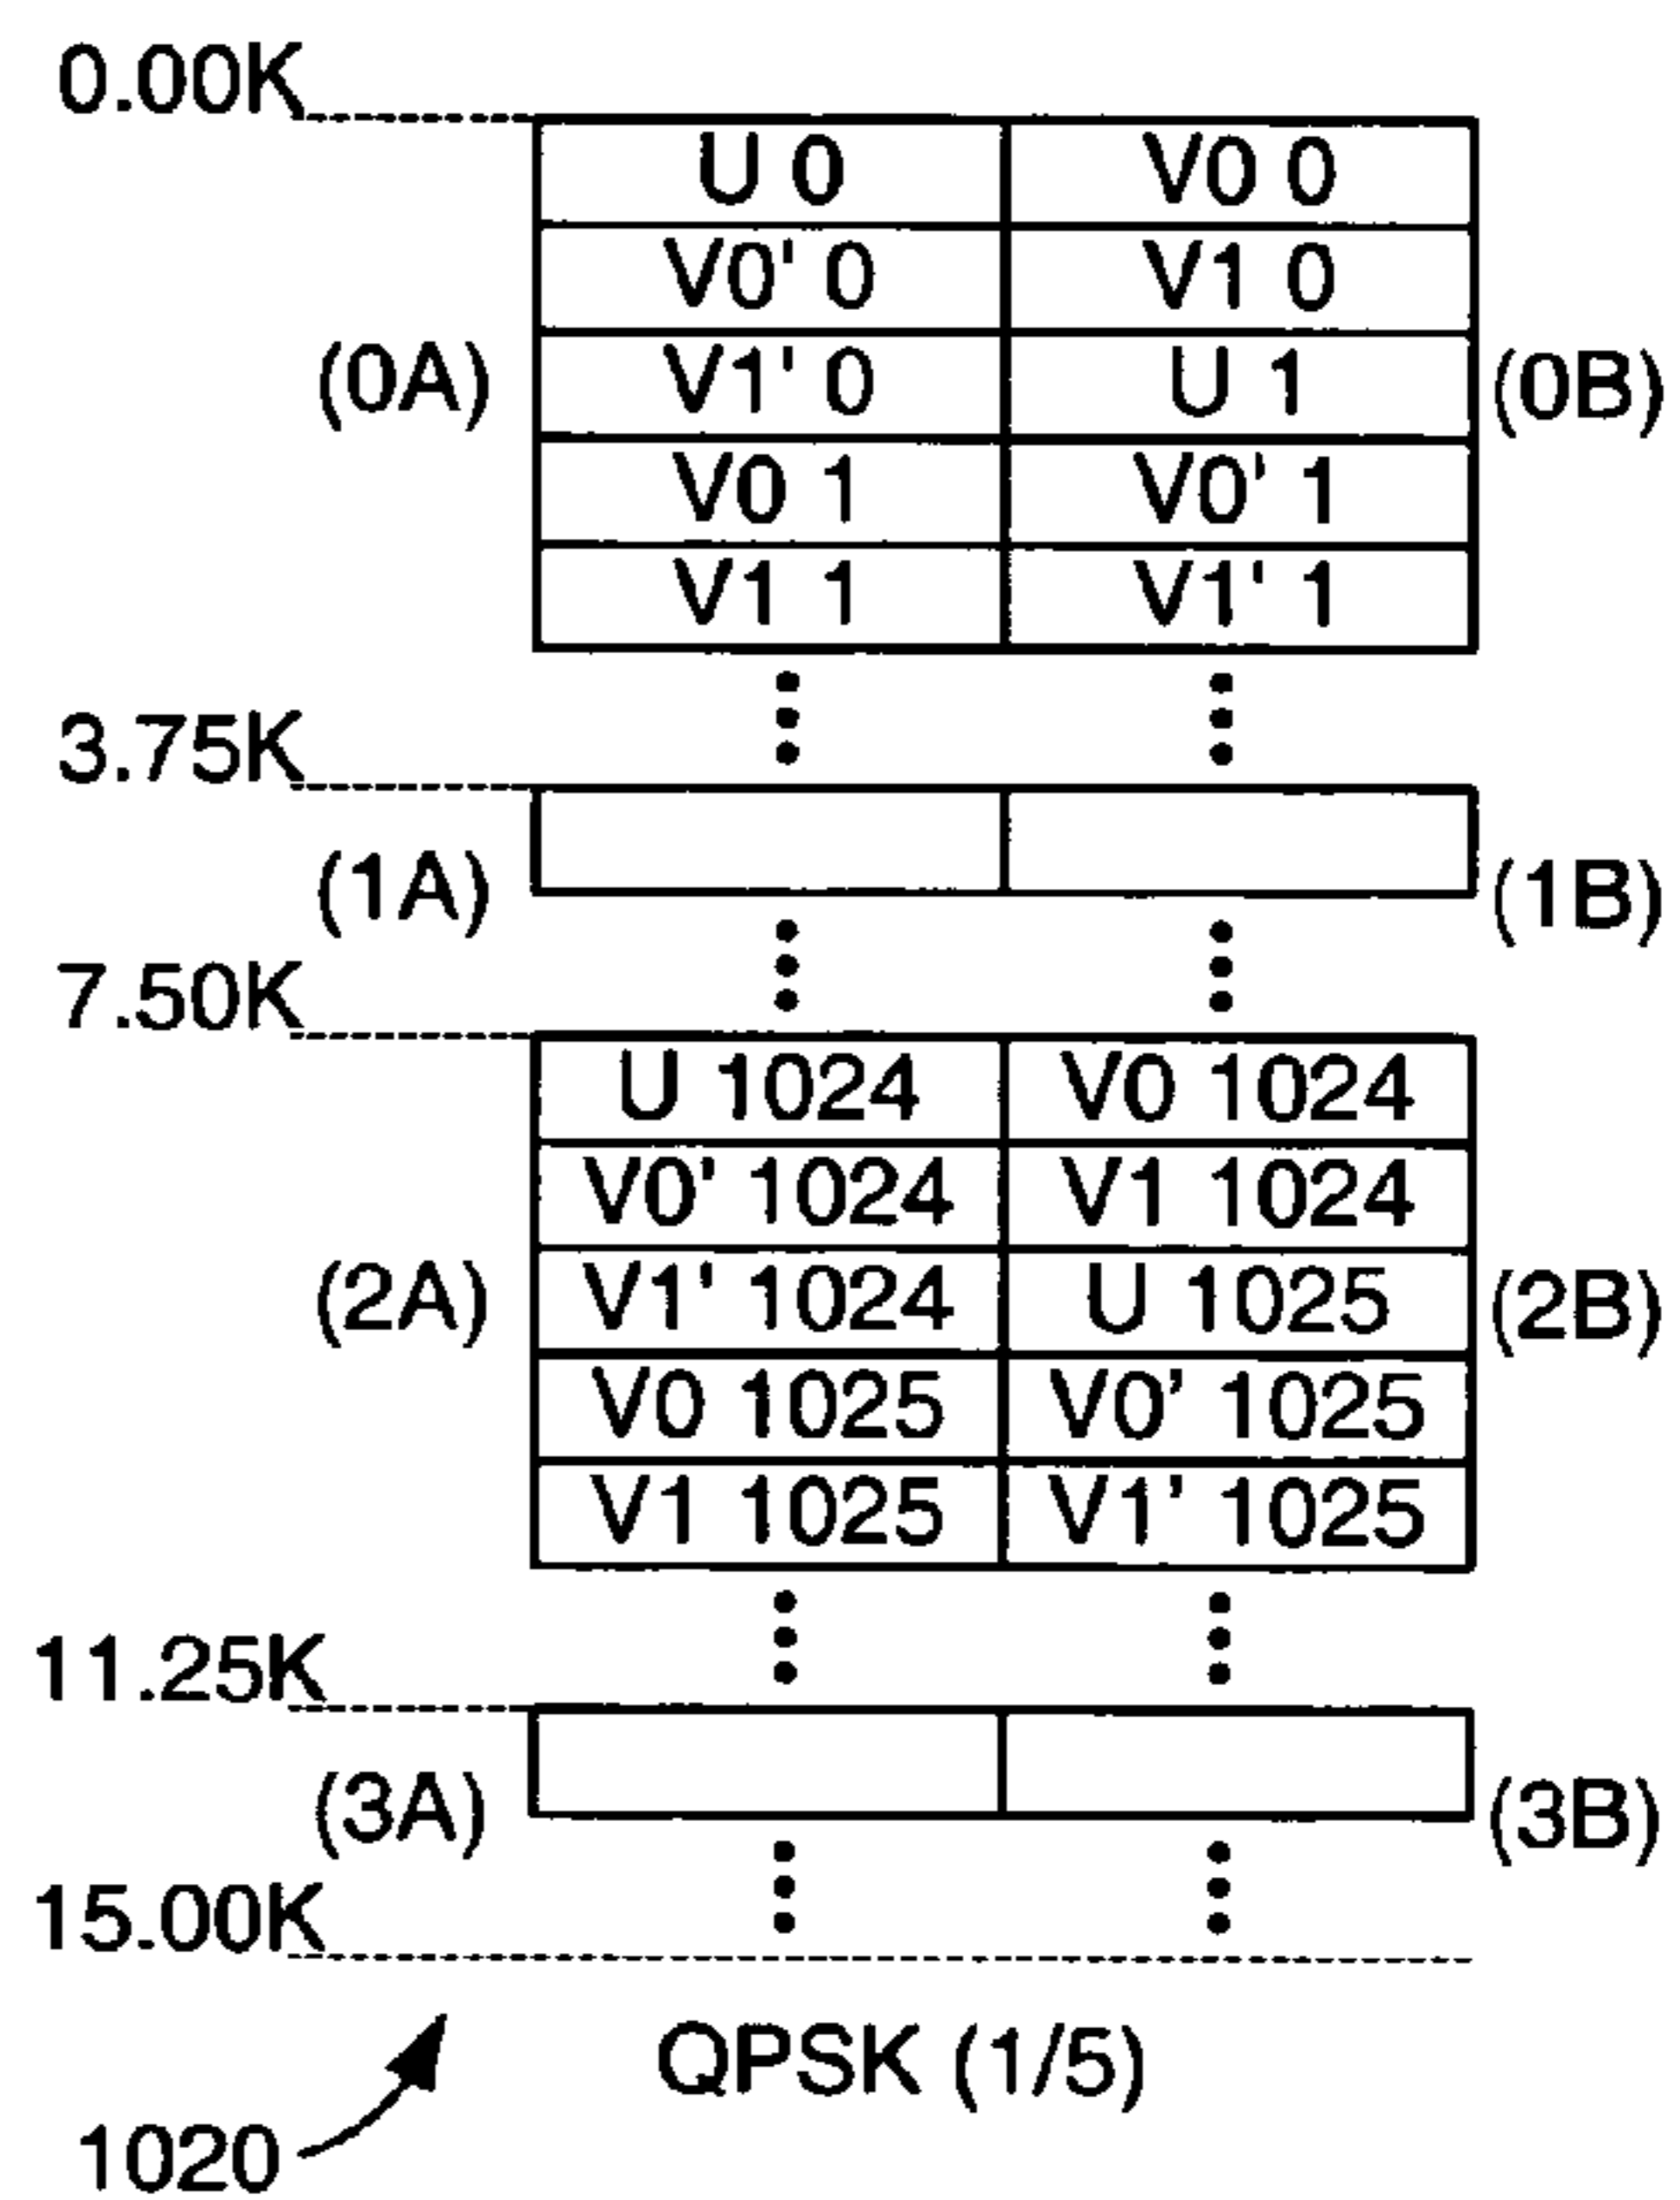 0.00K
U 0 V0 0
V0' 0 V1 0
(0A) V1' 0 U 1 (0B)
V0 1 V0' 1
V1 1 V1' 1
3.75K
(1A) (1B)
7.50K
U 1024 V0 1024
V0' 1024 V1 1024
(2A) V1' 1024 U 1025 (2B)
V0 1025 V0' 1025
V1 1025 V1' 1025
11.25K
(3A) (3B)
15.00K
QPSK (1/5)
1020